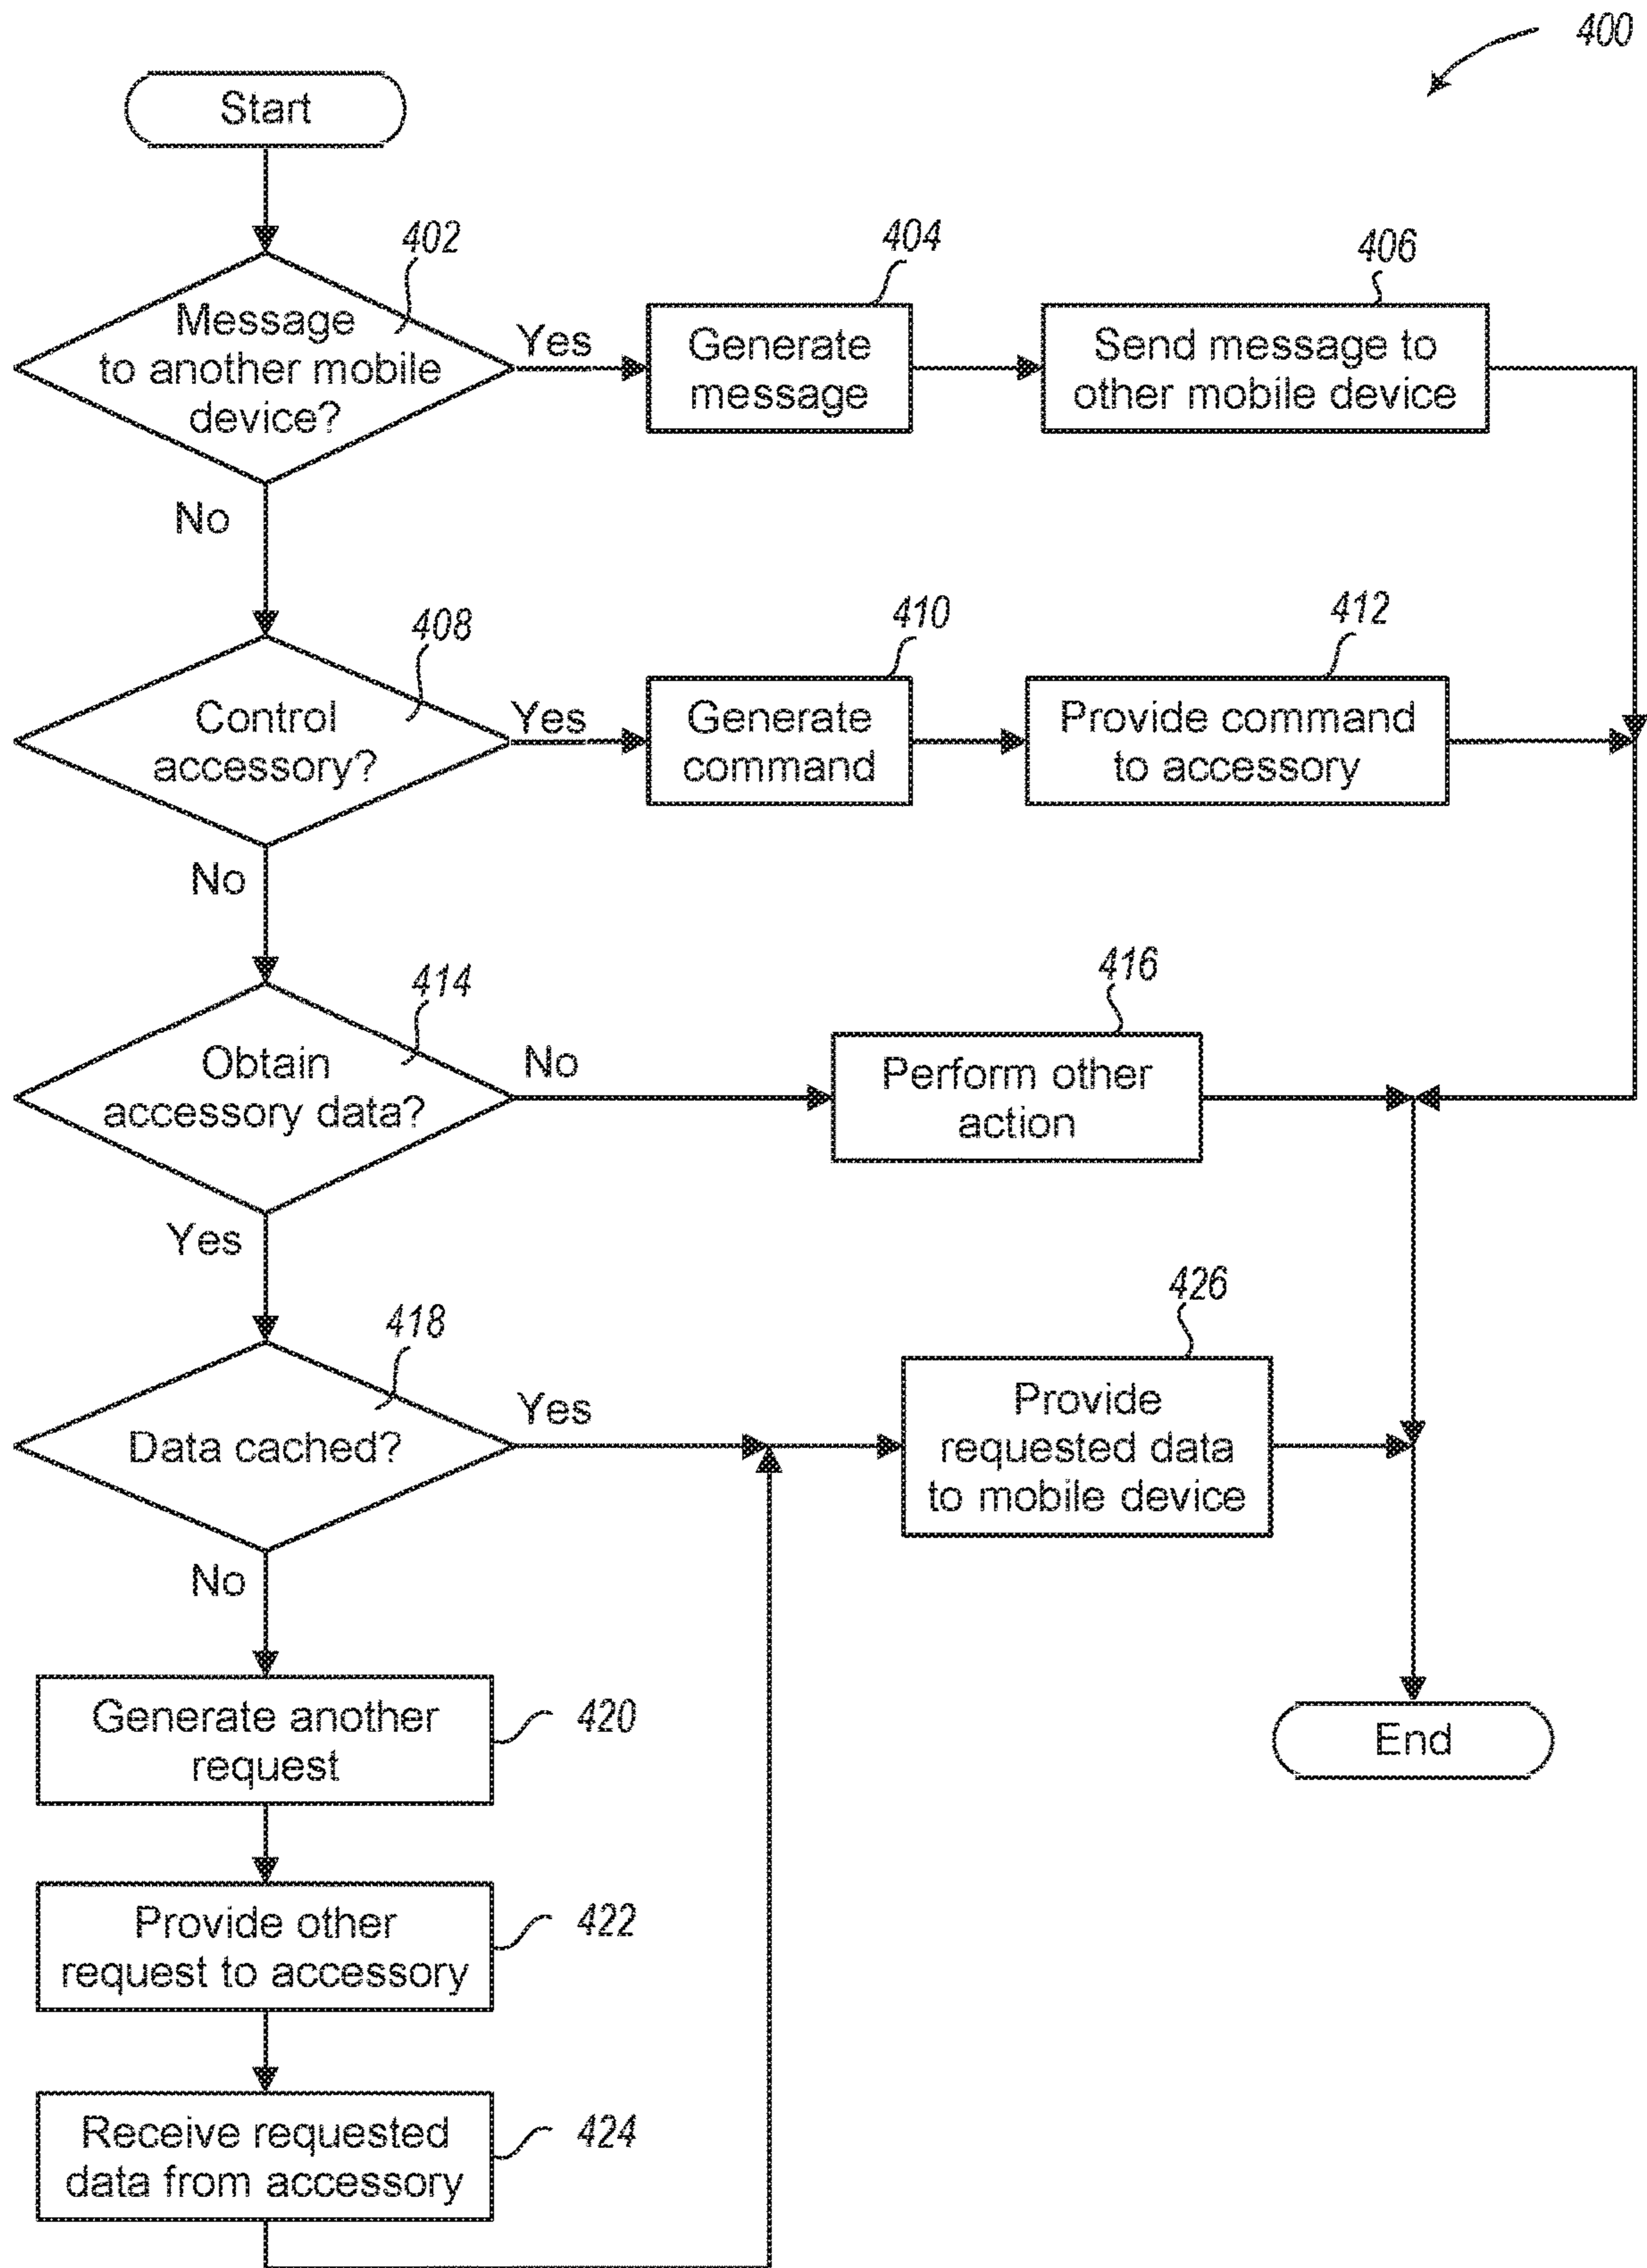 400
Start
402
Message
to another mobile
device?
Yes
404
Generate
message
406
Send message to
other mobile device
No
408
Control
accessory?
Yes
410
Generate
command
412
Provide command
to accessory
No
414
Obtain
accessory data?
No
416
Perform other
action
Yes
418
Data cached?
Yes
426
Provide
requested data
to mobile device
No
Generate another
request
420
End
Provide other
request to accessory
422
Receive requested
data from accessory
424